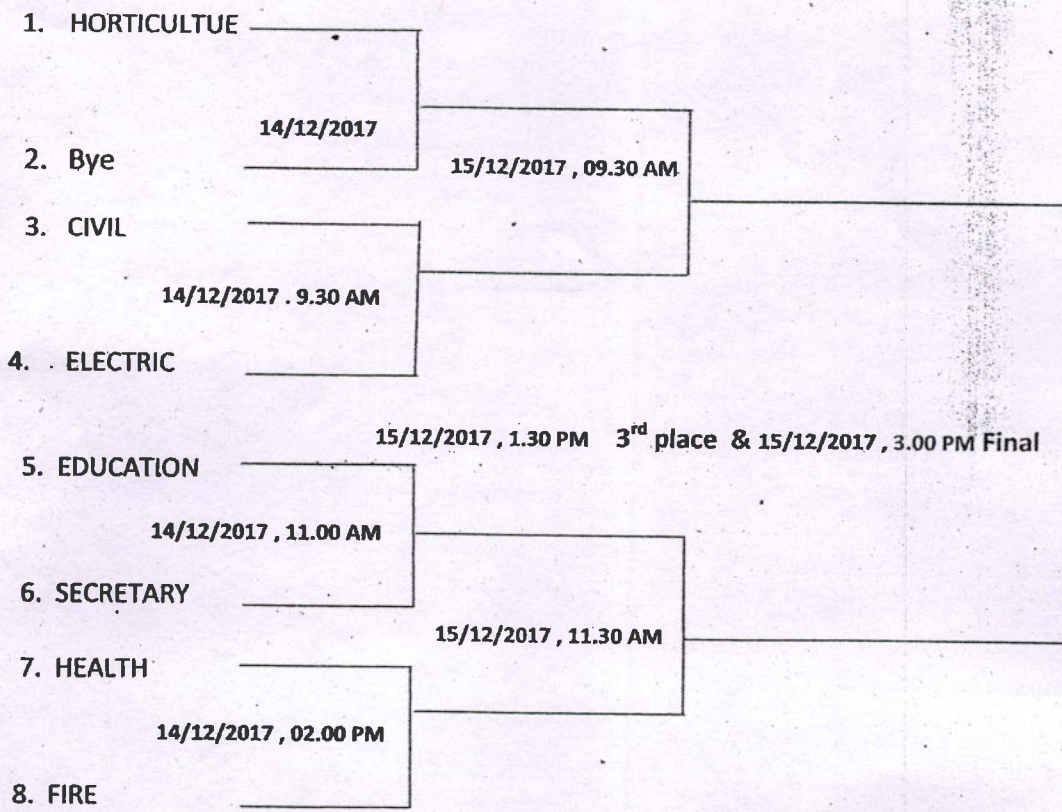 1. HORTICULTUE
14/12/2017
2. Bye
15/12/2017 , 09.30 AM
3. CIVIL
14/12/2017 . 9.30 AM
4. ELECTRIC
15/12/2017 , 1.30 PM 3rd place & 15/12/2017 , 3.00 PM Final
5. EDUCATION
14/12/2017 , 11.00 AM
6. SECRETARY
15/12/2017 , 11.30 AM
7. HEALTH
14/12/2017 , 02.00 PM
8. FIRE